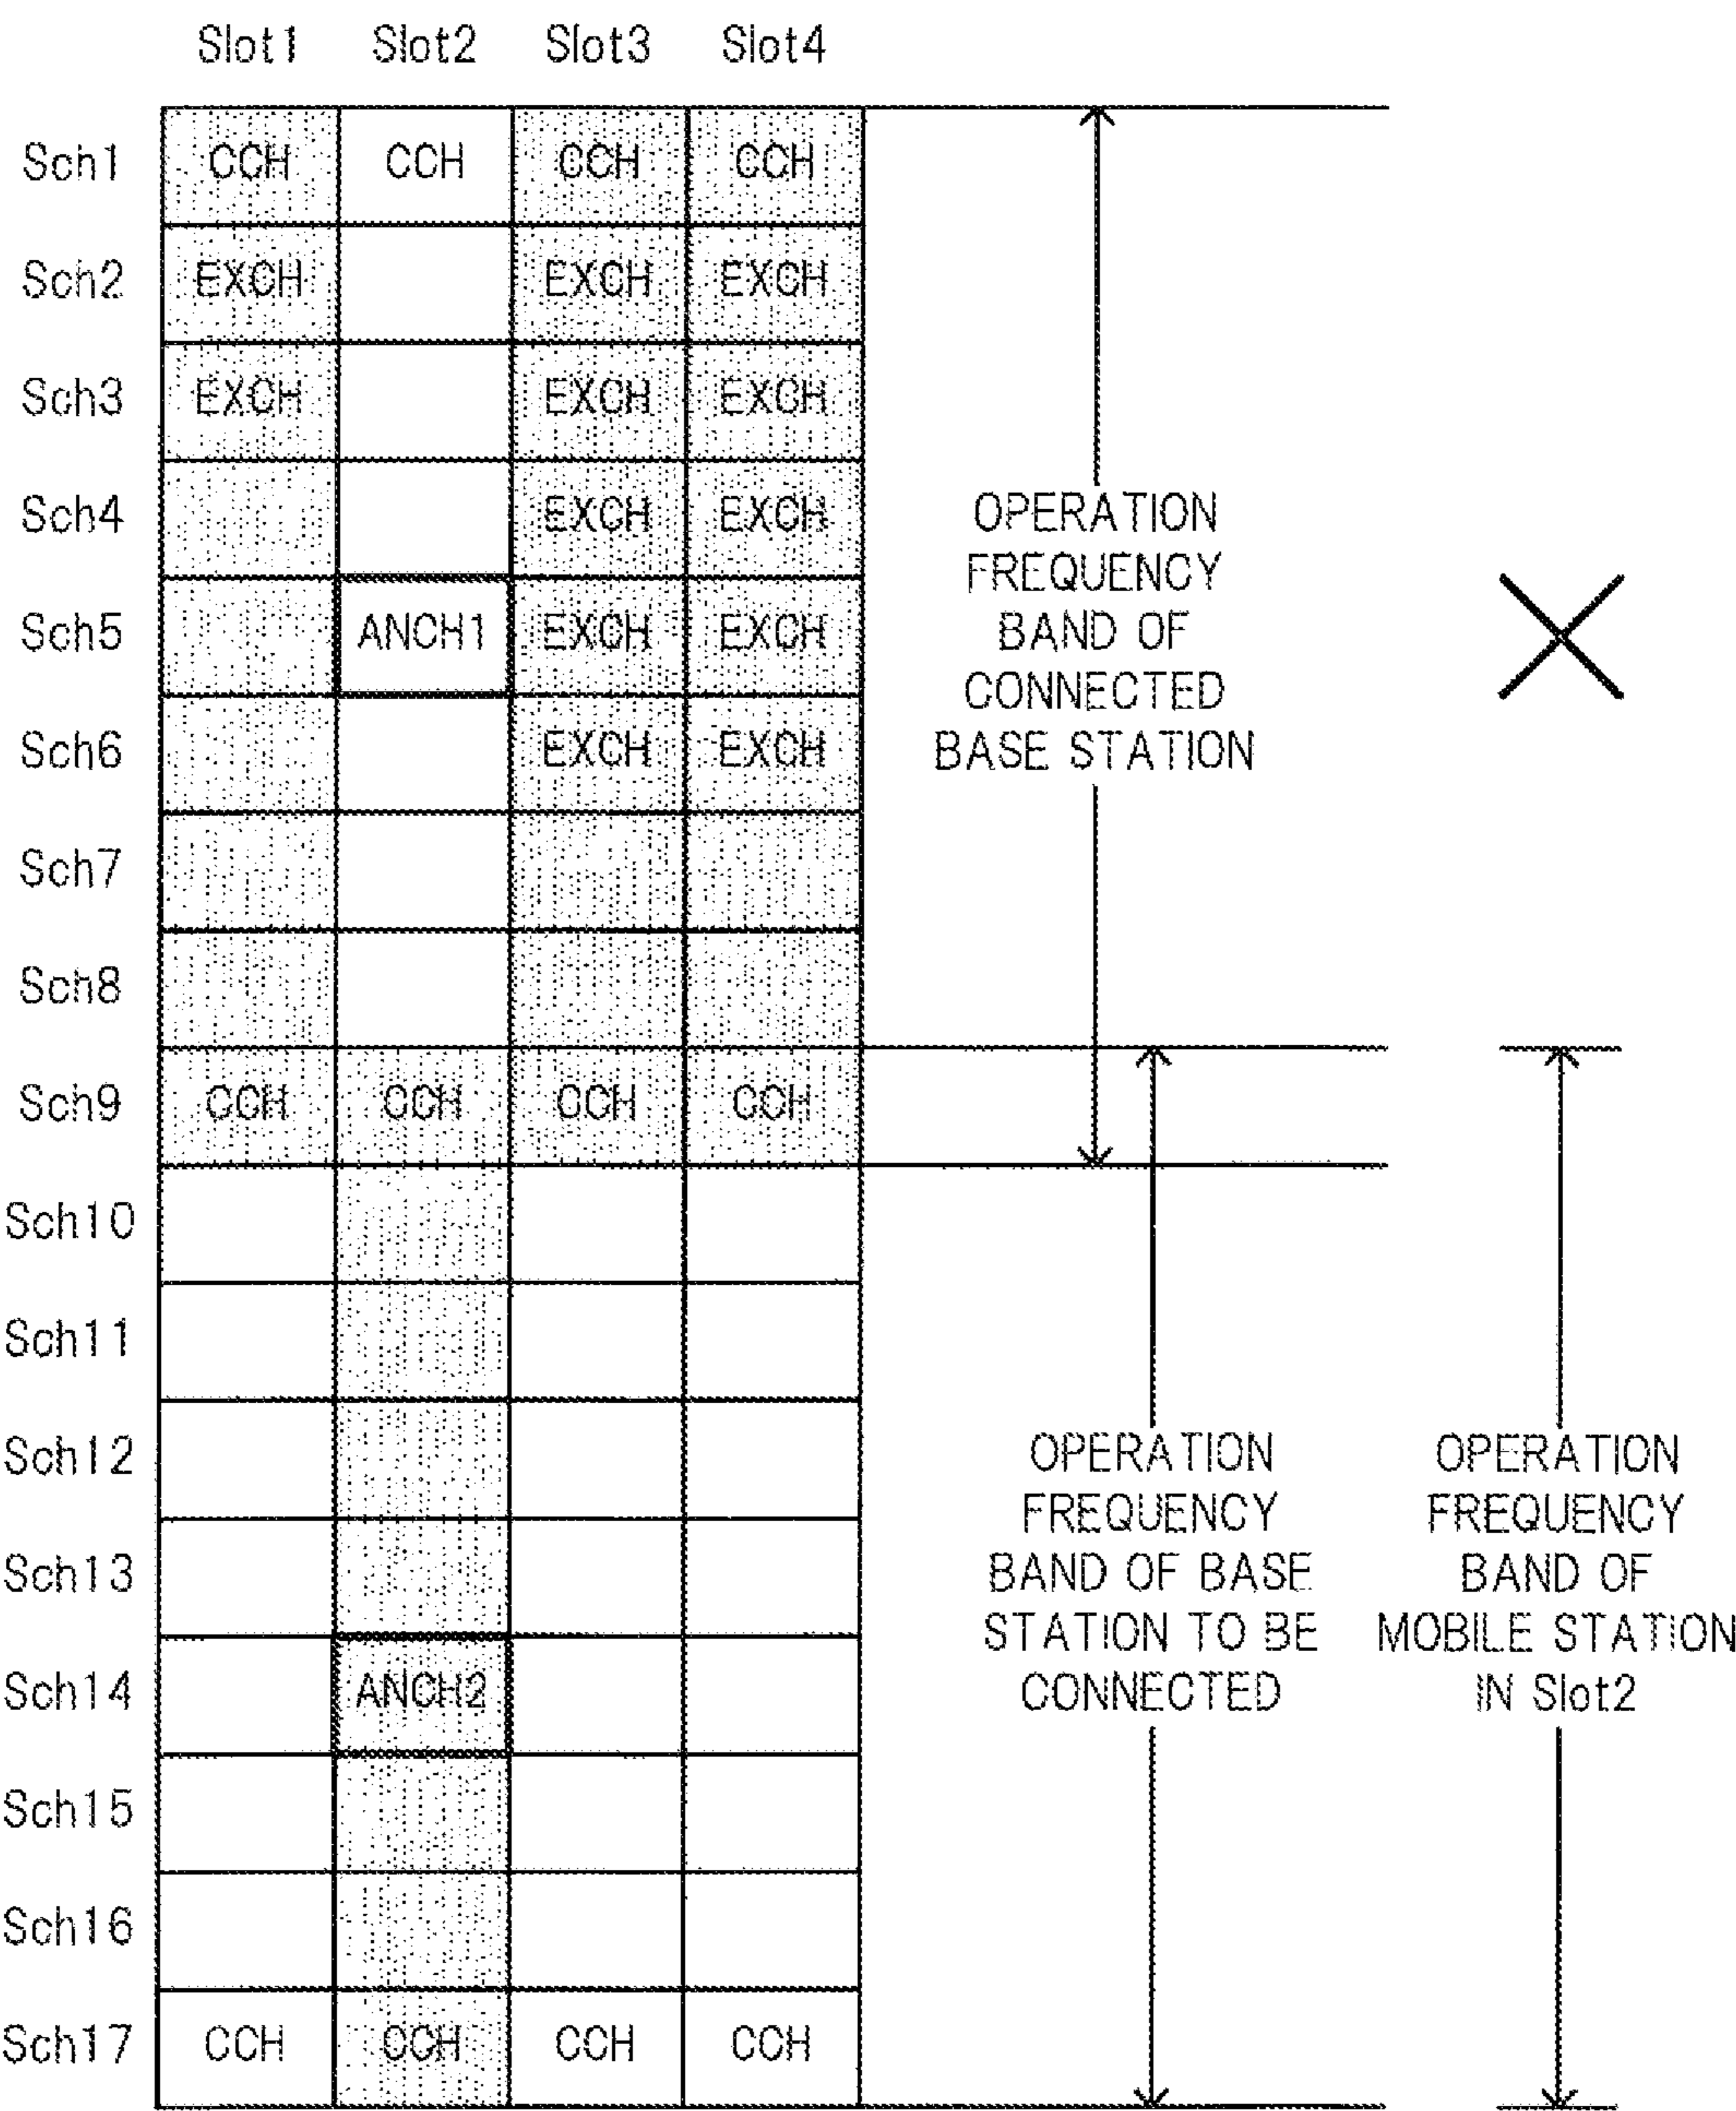 Slot1 Slot2 Slot3 Slot4
Sch1 CCH CCH CCH CCH
Sch2 EXCH EXCH EXCH
Sch3 EXCH EXCH EXCH
Sch4 EXCH EXCH
Sch5 ANCH1 EXCH EXCH
Sch6 EXCH EXCH
Sch7
Sch8
Sch9 CCH CCH CCH CCH
Sch10
Sch11
Sch12
Sch13
Sch14 ANCH2
Sch15
Sch16
Sch17 CCH CCH CCH CCH
OPERATION
FREQUENCY
BAND OF
CONNECTED
BASE STATION
OPERATION
FREQUENCY
BAND OF BASE
STATION TO BE
CONNECTED
OPERATION
FREQUENCY
BAND OF
MOBILE STATION
IN Slot2